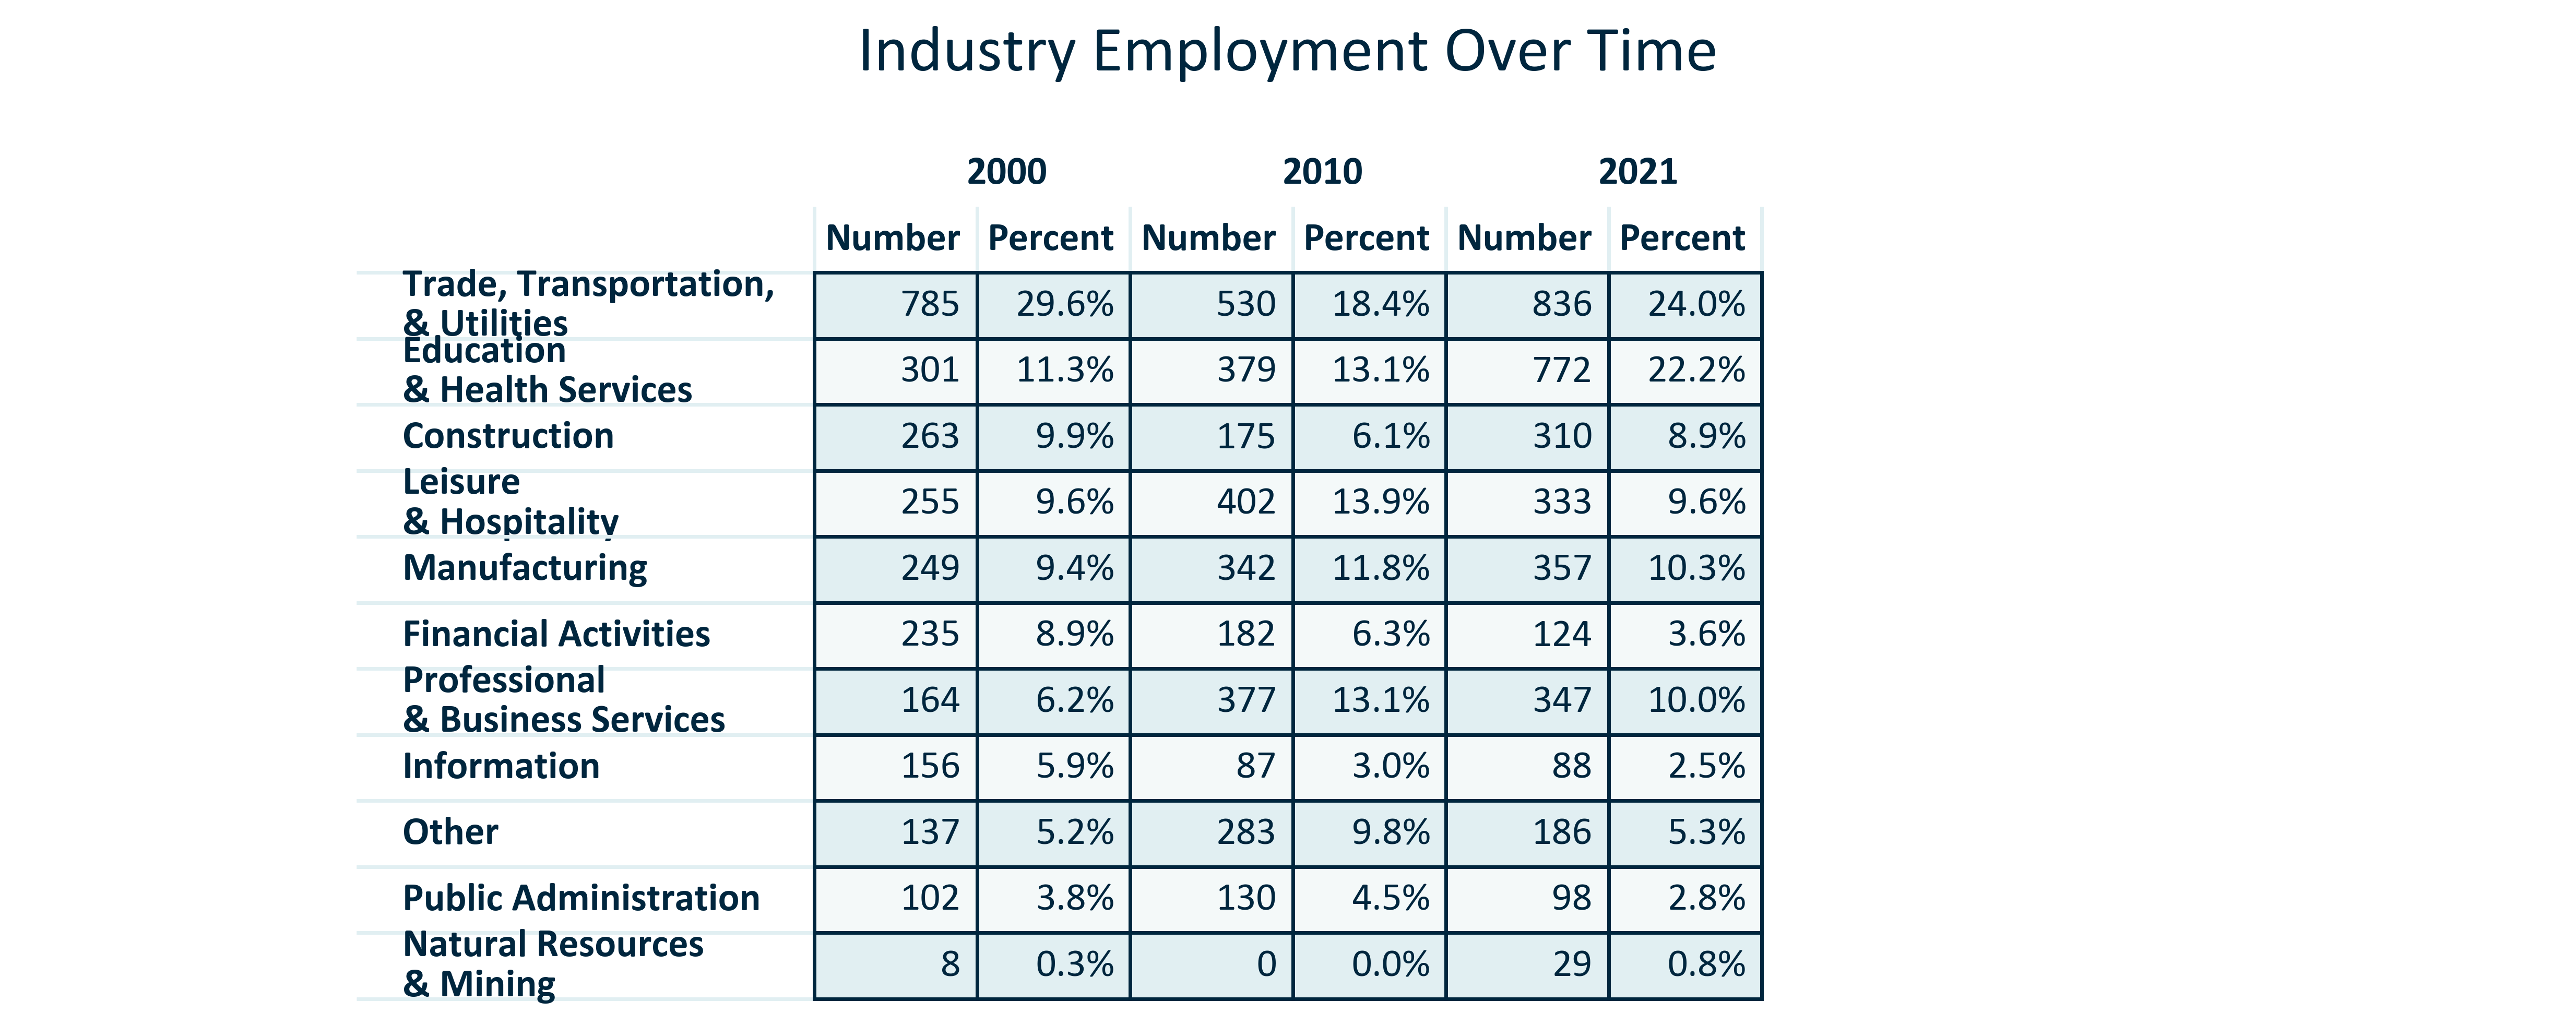 Industry Employment Over Time
2000 2010 2021
Number Percent Number Percent Number Percent
Trade, Transportation,
& Utilities 785 29.6% 530 18.4% 836 24.0%
Education
& Health Services 301 11.3% 379 13.1% 772 22.2%
Construction 263 9.9% 175 6.1% 310 8.9%
Leisure
& Hospitality 255 9.6% 402 13.9% 333 9.6%
Manufacturing 249 9.4% 342 11.8% 357 10.3%
Financial Activities 235 8.9% 182 6.3% 124 3.6%
Professional
& Business Services 164 6.2% 377 13.1% 347 10.0%
Information 156 5.9% 87 3.0% 88 2.5%
Other 137 5.2% 283 9.8% 186 5.3%
Public Administration 102 3.8% 130 4.5% 98 2.8%
Natural Resources
& Mining 8 0.3% 0 0.0% 29 0.8%